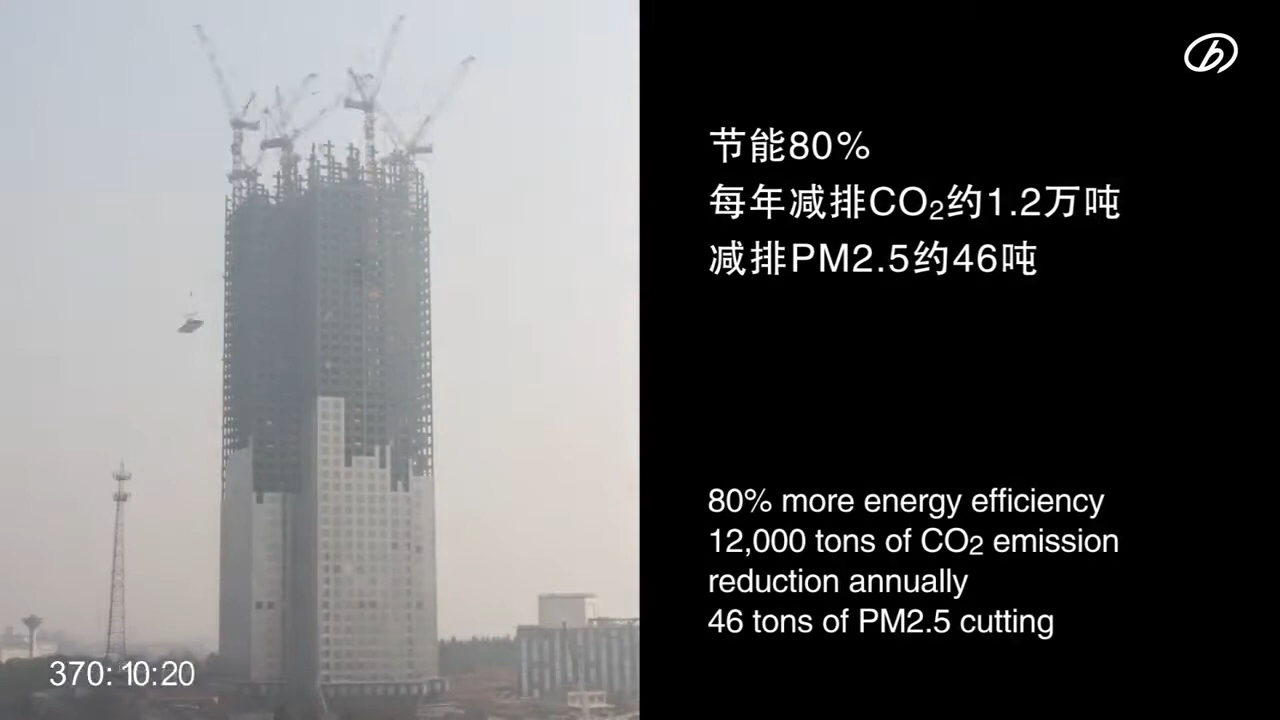 节能80%
每年减排CO₂约1.2万吨
减排PM2.5约46吨
80% more energy efficiency
12,000 tons of CO₂ emission
reduction annually
46 tons of PM2.5 cutting
370: 10:20